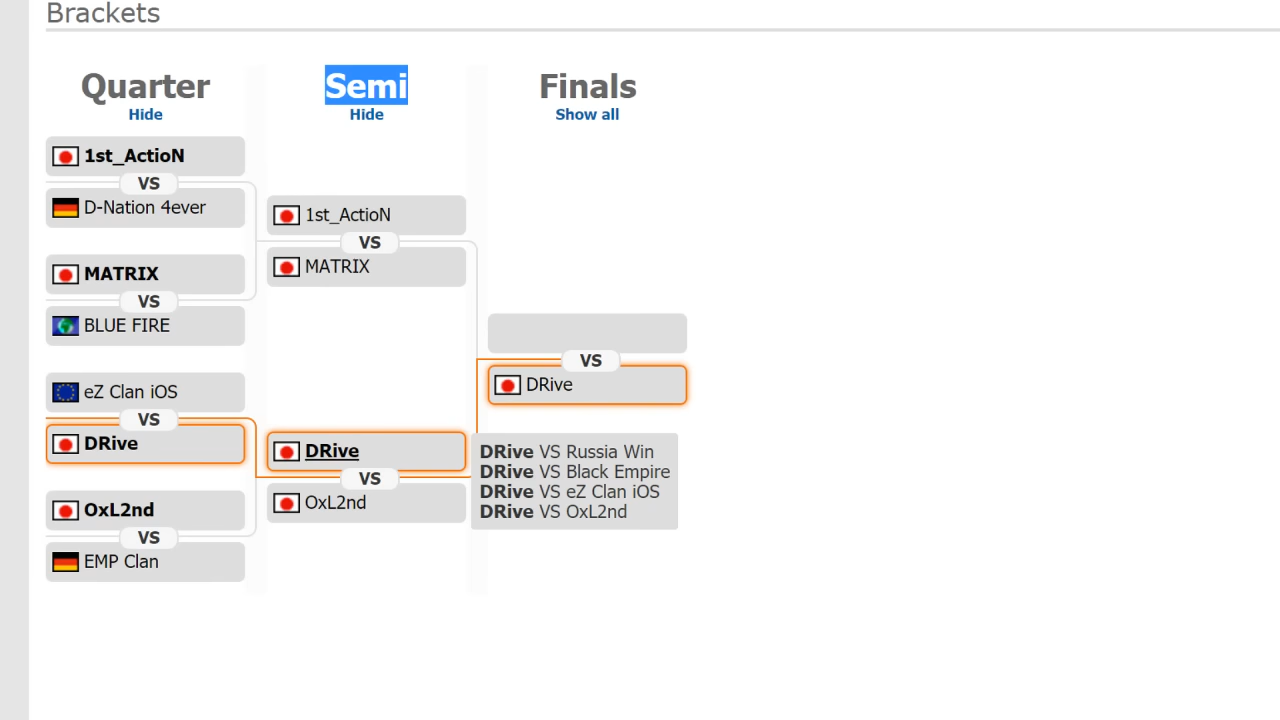 Brackets
Quarter
Hide
1st_ActioN
VS
D-Nation 4ever
MATRIX
VS
BLUE FIRE
eZ Clan iOS
VS
DRive
OxL2nd
VS
EMP Clan
Semi
Hide
1st_ActioN
VS
MATRIX
DRive
VS
OxL2nd
Finals
Show all
VS
DRive
DRive VS Russia Win
DRive VS Black Empire
DRive VS eZ Clan iOS
DRive VS OxL2nd